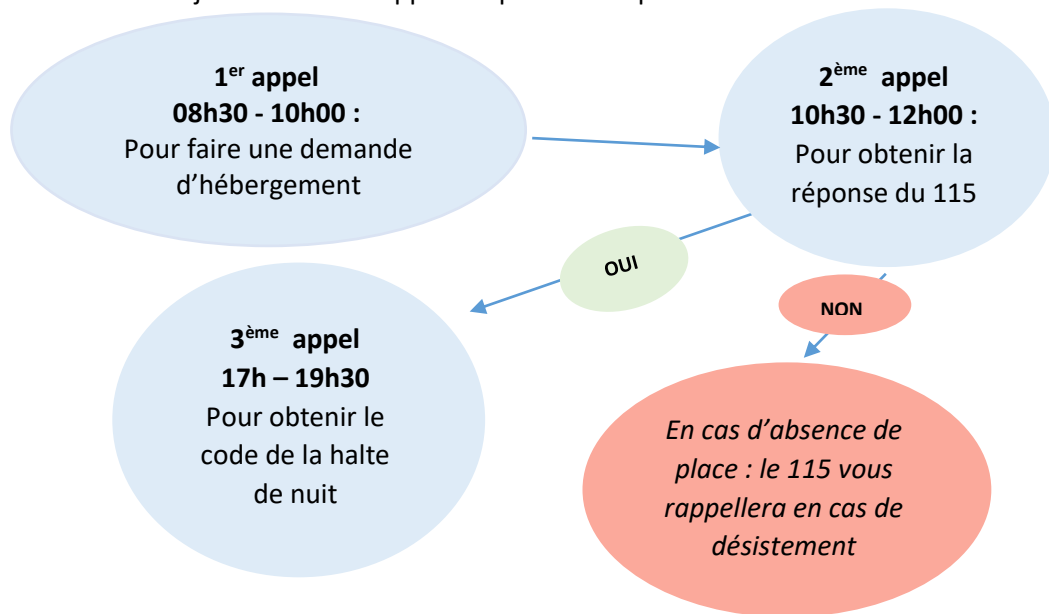 1er appel
08h30 - 10h00 :
Pour faire une demande
d’hébergement
2ème appel
10h30 - 12h00 :
Pour obtenir la
réponse du 115
OUI
NON
3ème appel
17h – 19h30
Pour obtenir le
code de la halte
de nuit
En cas d’absence de
place : le 115 vous
rappellera en cas de
désistement